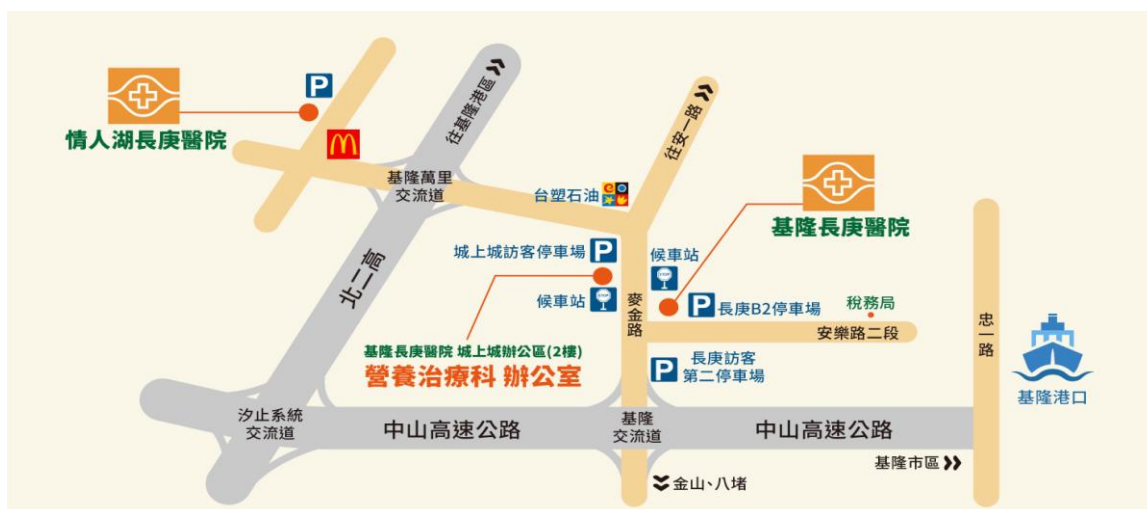 往基隆港區
往安一路
P
情人湖長庚醫院
M
基隆萬里
交流道
台塑石油
基隆長庚醫院
北二高
城上城訪客停車場 P
候車站
STOP
候車站
STOP
麥金路
P 長庚B2停車場
稅務局
安樂路二段
忠一路
基隆長庚醫院 城上城辦公區(2樓)
營養治療科 辦公室
P 長庚訪客
第二停車場
基隆港口
汐止系統
交流道
中山高速公路
基隆
交流道
中山高速公路
基隆市區
金山、八堵